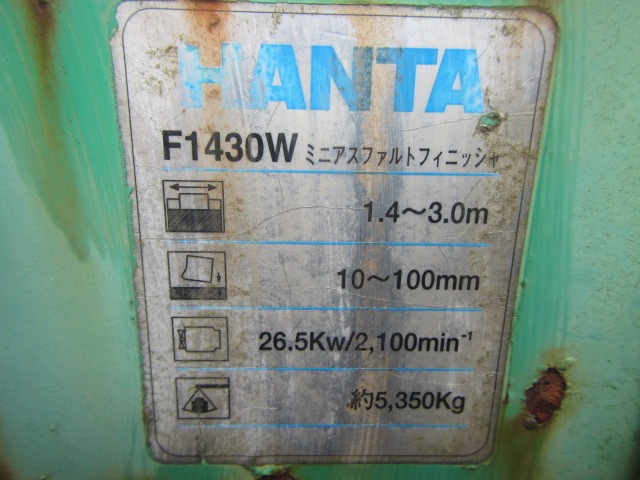 HANTA
F1430W ミニアスファルトフィニッシャ
1.4～3.0m
10～100mm
26.5Kw/2,100min⁻¹
約5,350Kg